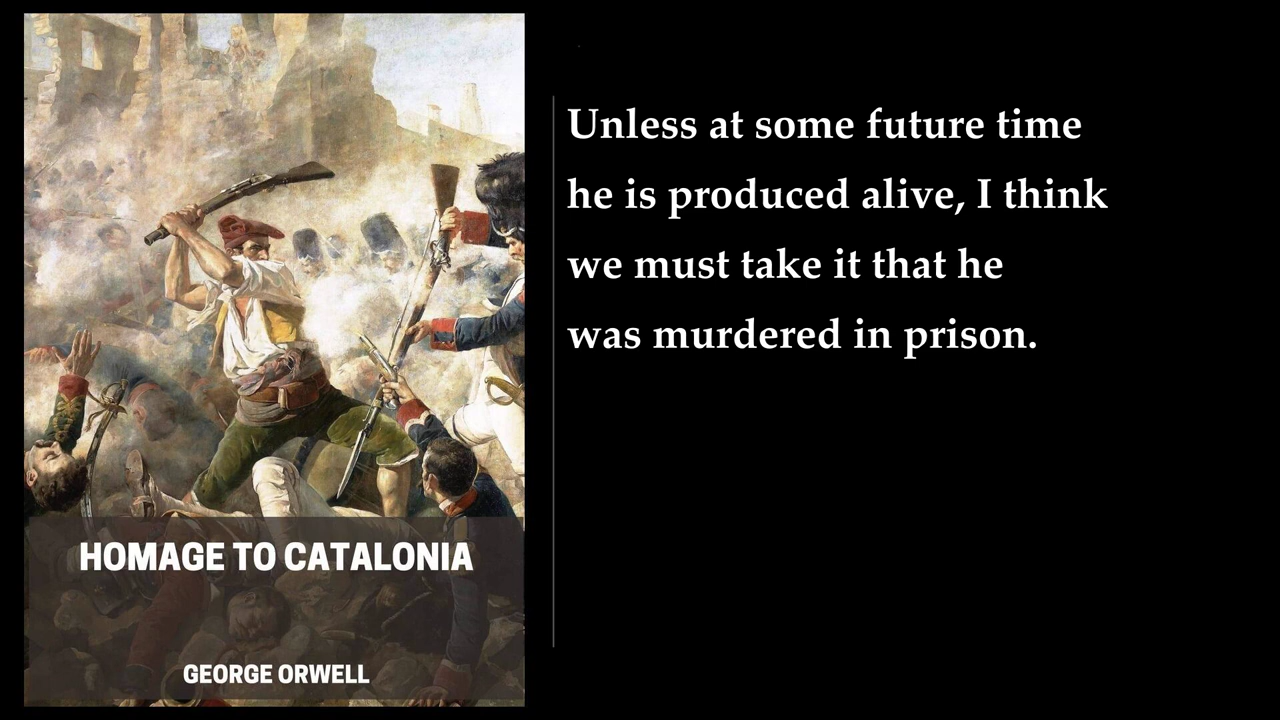 Unless at some future time
he is produced alive, I think
we must take it that he
was murdered in prison.
HOMAGE TO CATALONIA
GEORGE ORWELL